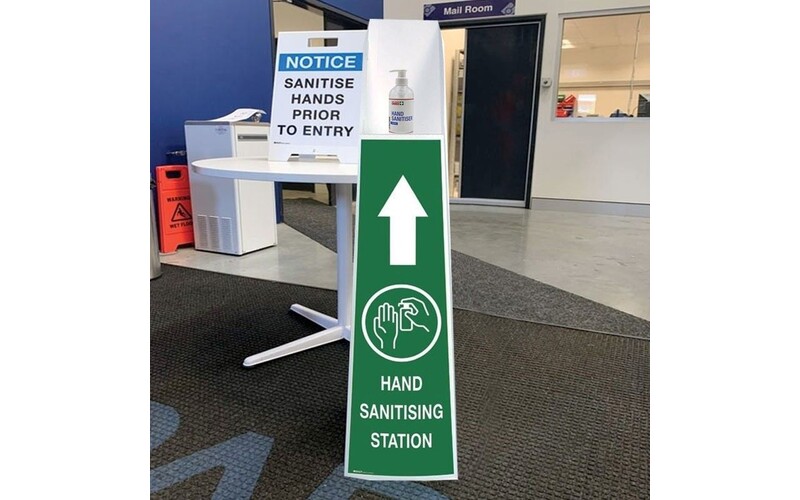 Mail Room
NOTICE
SANITISE
HANDS
PRIOR
TO ENTRY
HAND
SANITISER
WARNING
WET FLOOR
HAND
SANITISING
STATION